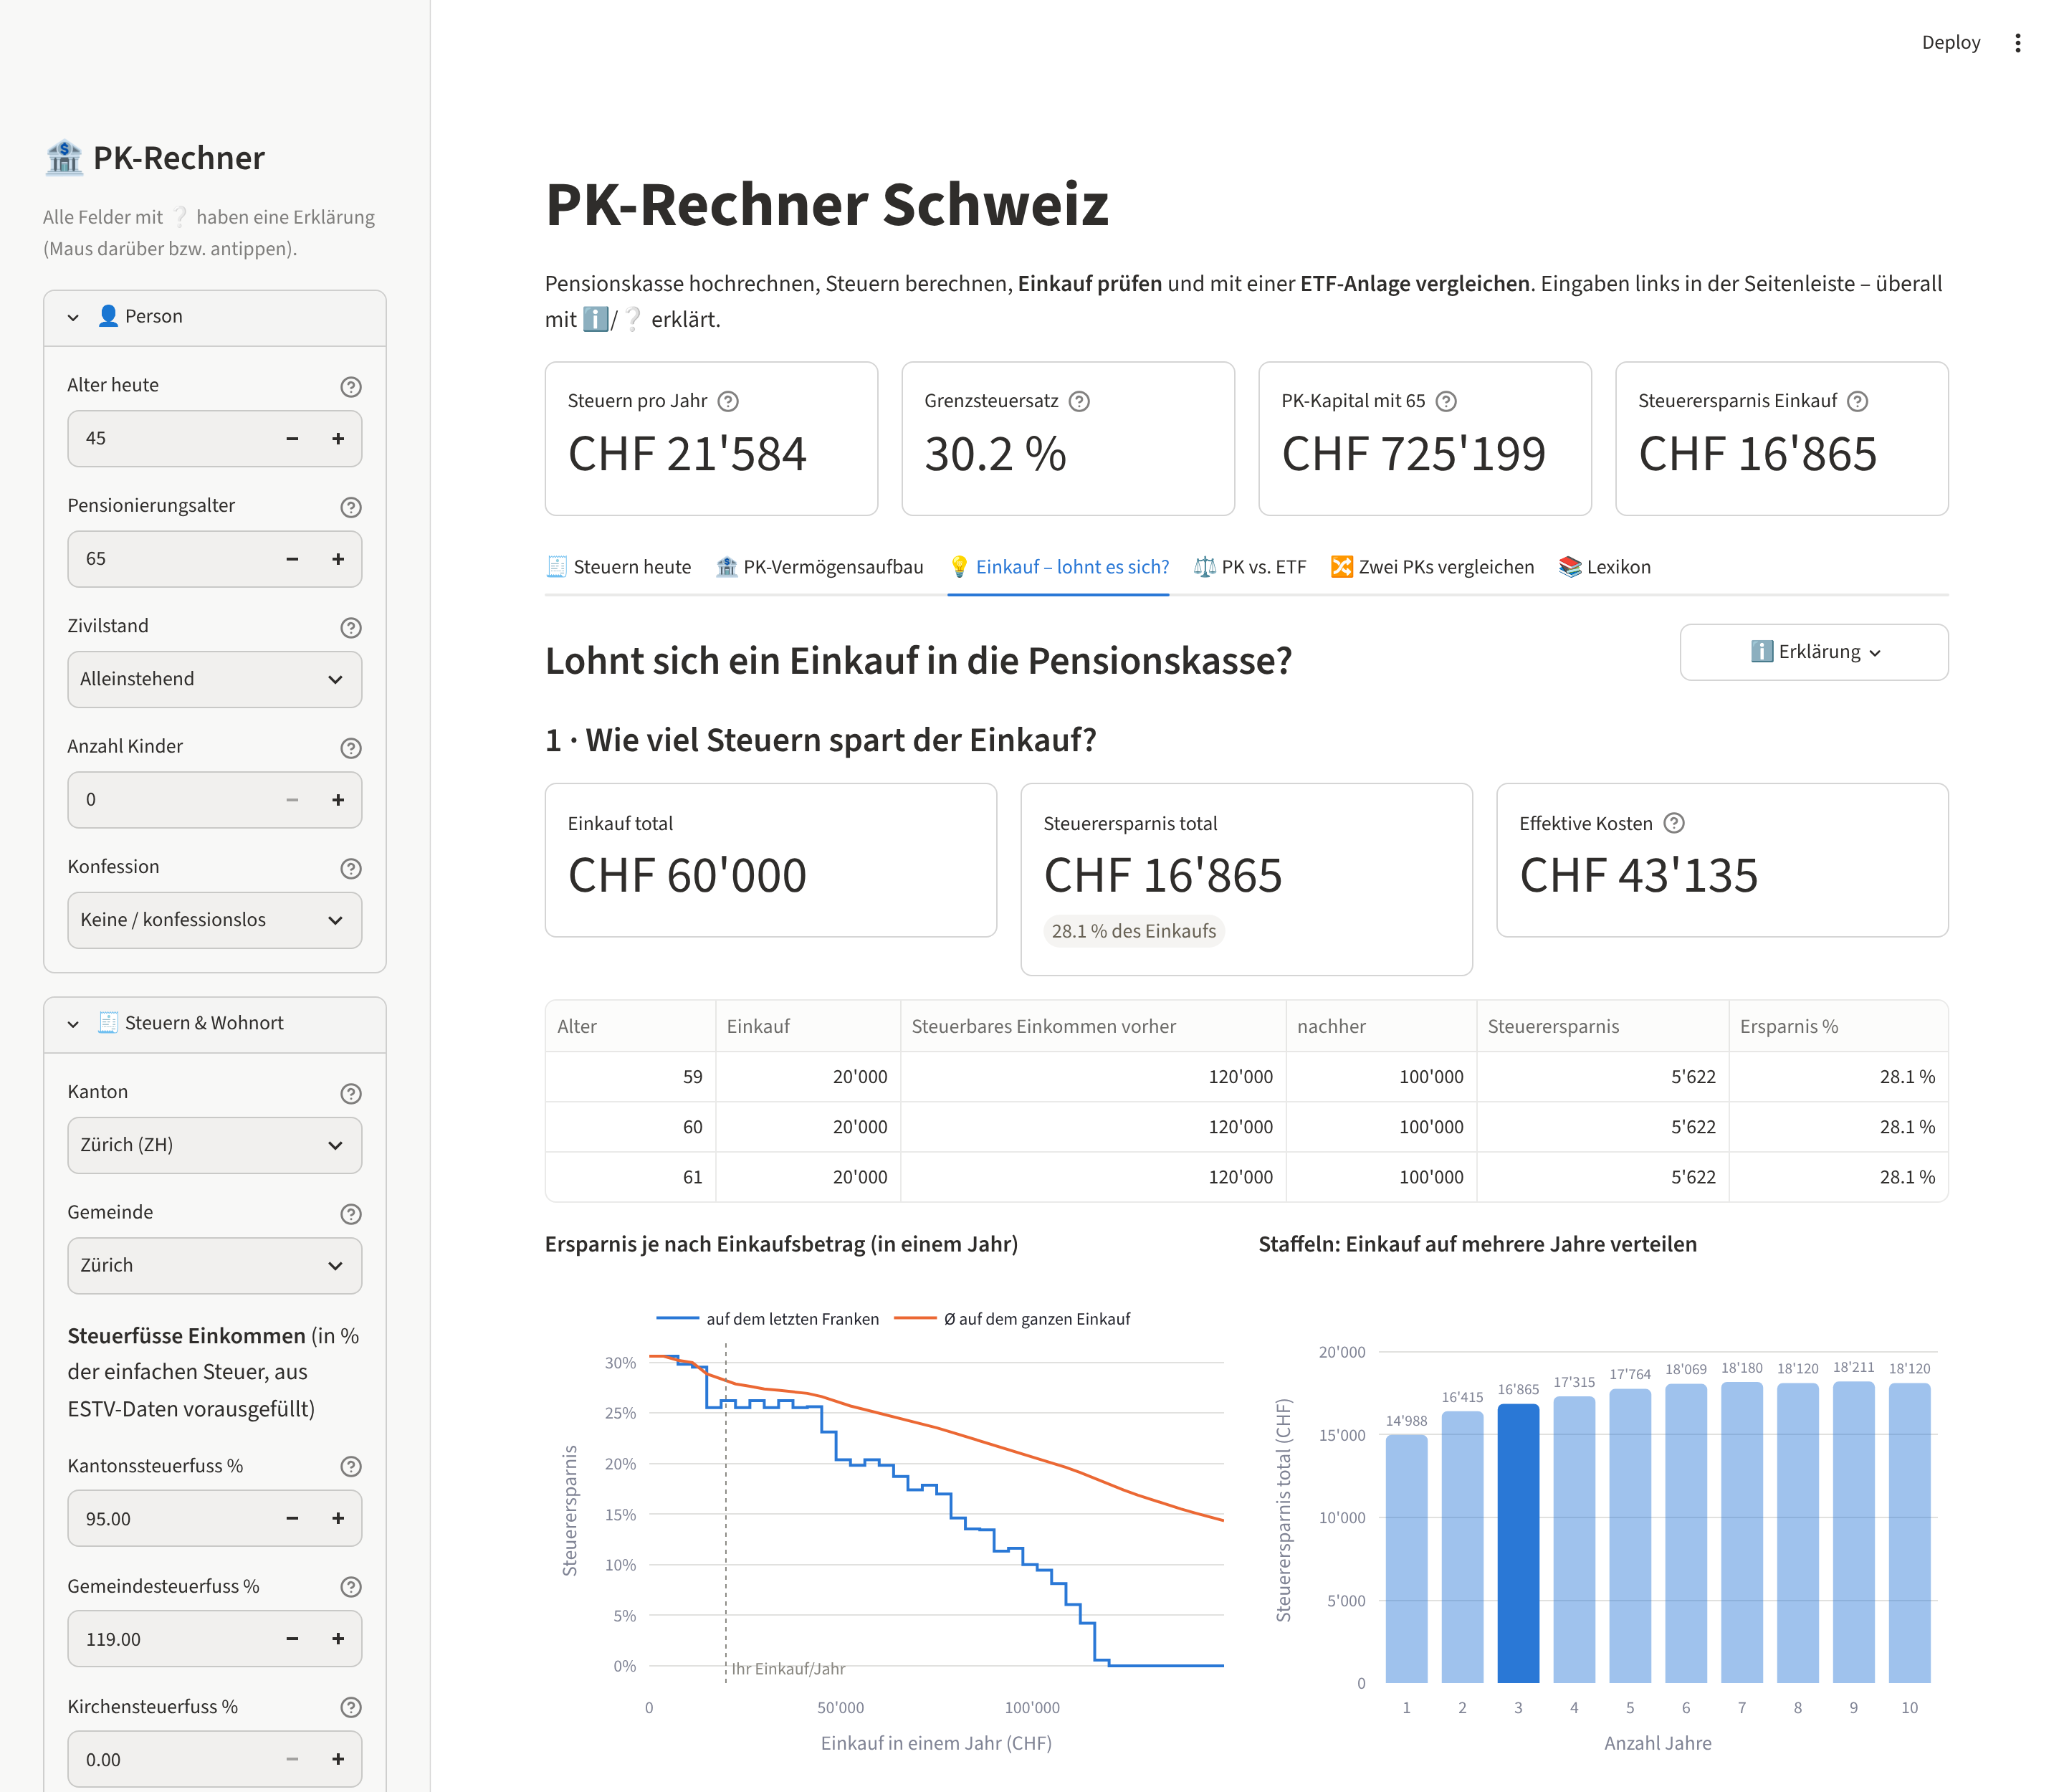 Deploy
PK-Rechner
Alle Felder mit ❔ haben eine Erklärung
(Maus darüber bzw. antippen).
Person
Alter heute
45
Pensionierungsalter
65
Zivilstand
Alleinstehend
Anzahl Kinder
0
Konfession
Keine / konfessionslos
Steuern & Wohnort
Kanton
Zürich (ZH)
Gemeinde
Zürich
Steuerfüsse Einkommen (in %
der einfachen Steuer, aus
ESTV-Daten vorausgefüllt)
Kantonssteuerfuss %
95.00
Gemeindesteuerfuss %
119.00
Kirchensteuerfuss %
0.00
PK-Rechner Schweiz
Pensionskasse hochrechnen, Steuern berechnen, Einkauf prüfen und mit einer ETF-Anlage vergleichen. Eingaben links in der Seitenleiste – überall
mit ℹ️/❔ erklärt.
Steuern pro Jahr
CHF 21'584
Grenzsteuersatz
30.2 %
PK-Kapital mit 65
CHF 725'199
Steuerersparnis Einkauf
CHF 16'865
Steuern heute PK-Vermögensaufbau Einkauf – lohnt es sich? PK vs. ETF Zwei PKs vergleichen Lexikon
Lohnt sich ein Einkauf in die Pensionskasse?
ℹ️ Erklärung
1 · Wie viel Steuern spart der Einkauf?
Einkauf total
CHF 60'000
Steuerersparnis total
CHF 16'865
28.1 % des Einkaufs
Effektive Kosten
CHF 43'135
Alter Einkauf Steuerbares Einkommen vorher nachher Steuerersparnis Ersparnis %
59 20'000 120'000 100'000 5'622 28.1 %
60 20'000 120'000 100'000 5'622 28.1 %
61 20'000 120'000 100'000 5'622 28.1 %
Ersparnis je nach Einkaufsbetrag (in einem Jahr)
auf dem letzten Franken Ø auf dem ganzen Einkauf
Steuerersparnis
30%
25%
20%
15%
10%
5%
0%
Ihr Einkauf/Jahr
0 50'000 100'000
Einkauf in einem Jahr (CHF)
Staffeln: Einkauf auf mehrere Jahre verteilen
Steuerersparnis total (CHF)
20'000
15'000
10'000
5'000
0
14'988 16'415 16'865 17'315 17'764 18'069 18'180 18'120 18'211 18'120
1 2 3 4 5 6 7 8 9 10
Anzahl Jahre